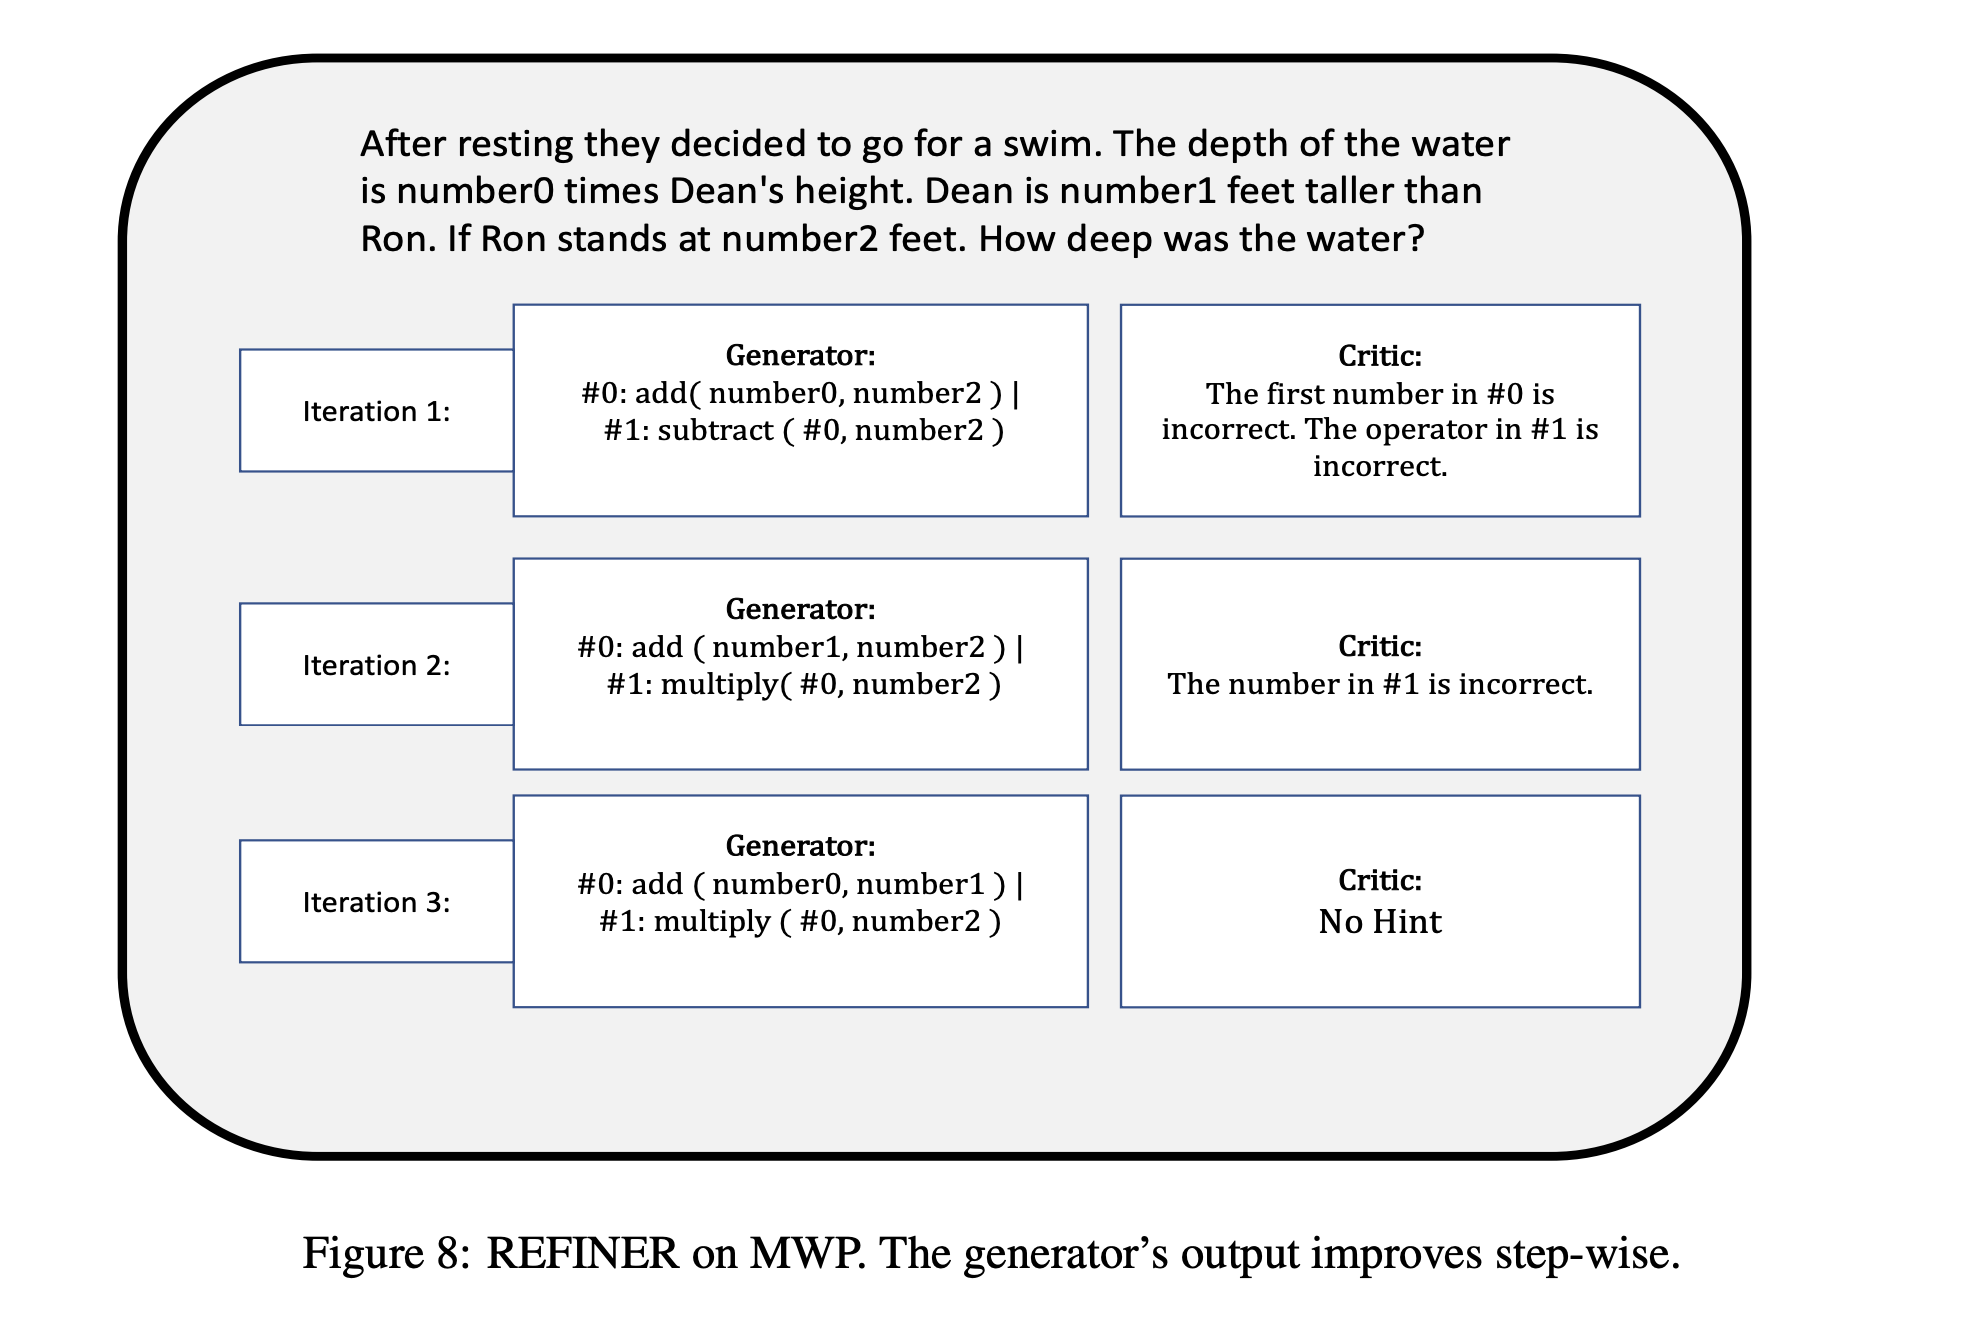 After resting they decided to go for a swim. The depth of the water
is number0 times Dean's height. Dean is number1 feet taller than
Ron. If Ron stands at number2 feet. How deep was the water?
Iteration 1:
Generator:
#0: add( number0, number2 ) |
#1: subtract ( #0, number2 )
Critic:
The first number in #0 is
incorrect. The operator in #1 is
incorrect.
Iteration 2:
Generator:
#0: add ( number1, number2 ) |
#1: multiply( #0, number2 )
Critic:
The number in #1 is incorrect.
Iteration 3:
Generator:
#0: add ( number0, number1 ) |
#1: multiply ( #0, number2 )
Critic:
No Hint
Figure 8: REFINER on MWP. The generator’s output improves step-wise.